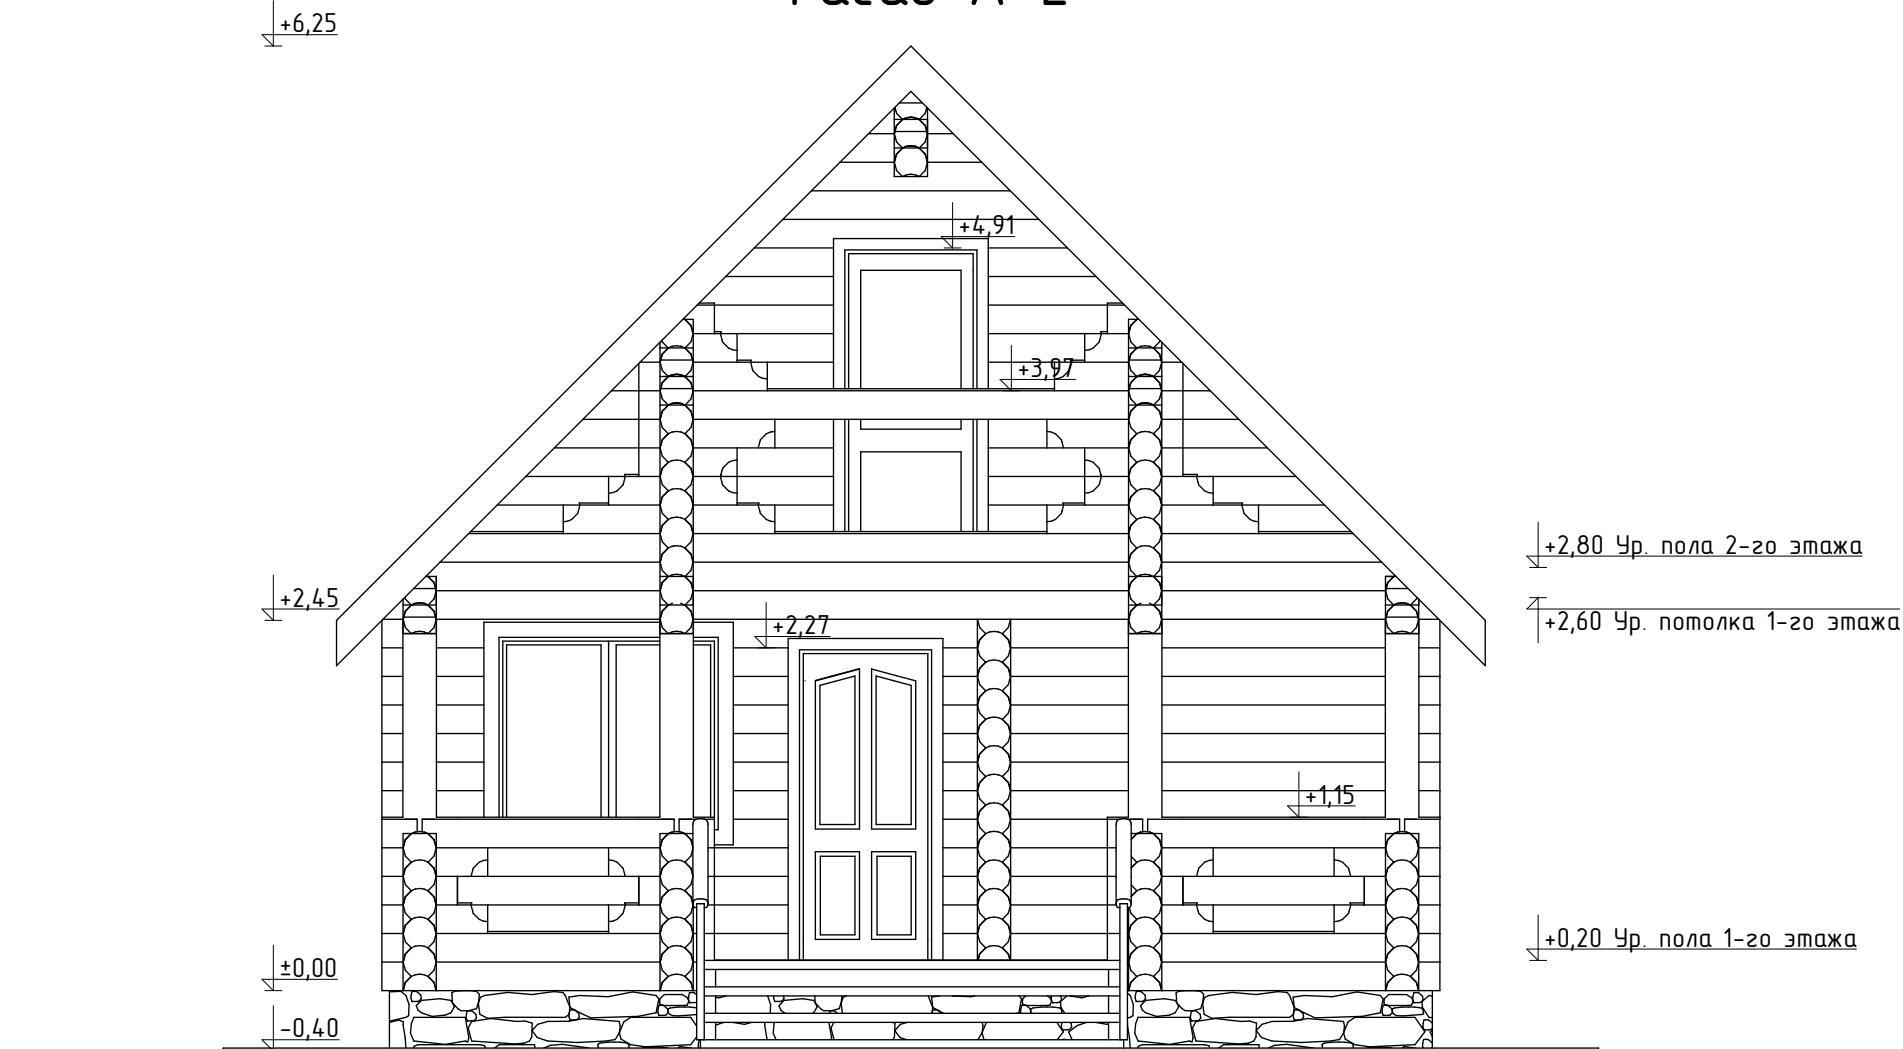 +6,25
+4,91
+3,97
+2,80 Ур. пола 2-го этажа
+2,45
+2,60 Ур. потолка 1-го этажа
+2,27
+1,15
+0,20 Ур. пола 1-го этажа
±0,00
-0,40